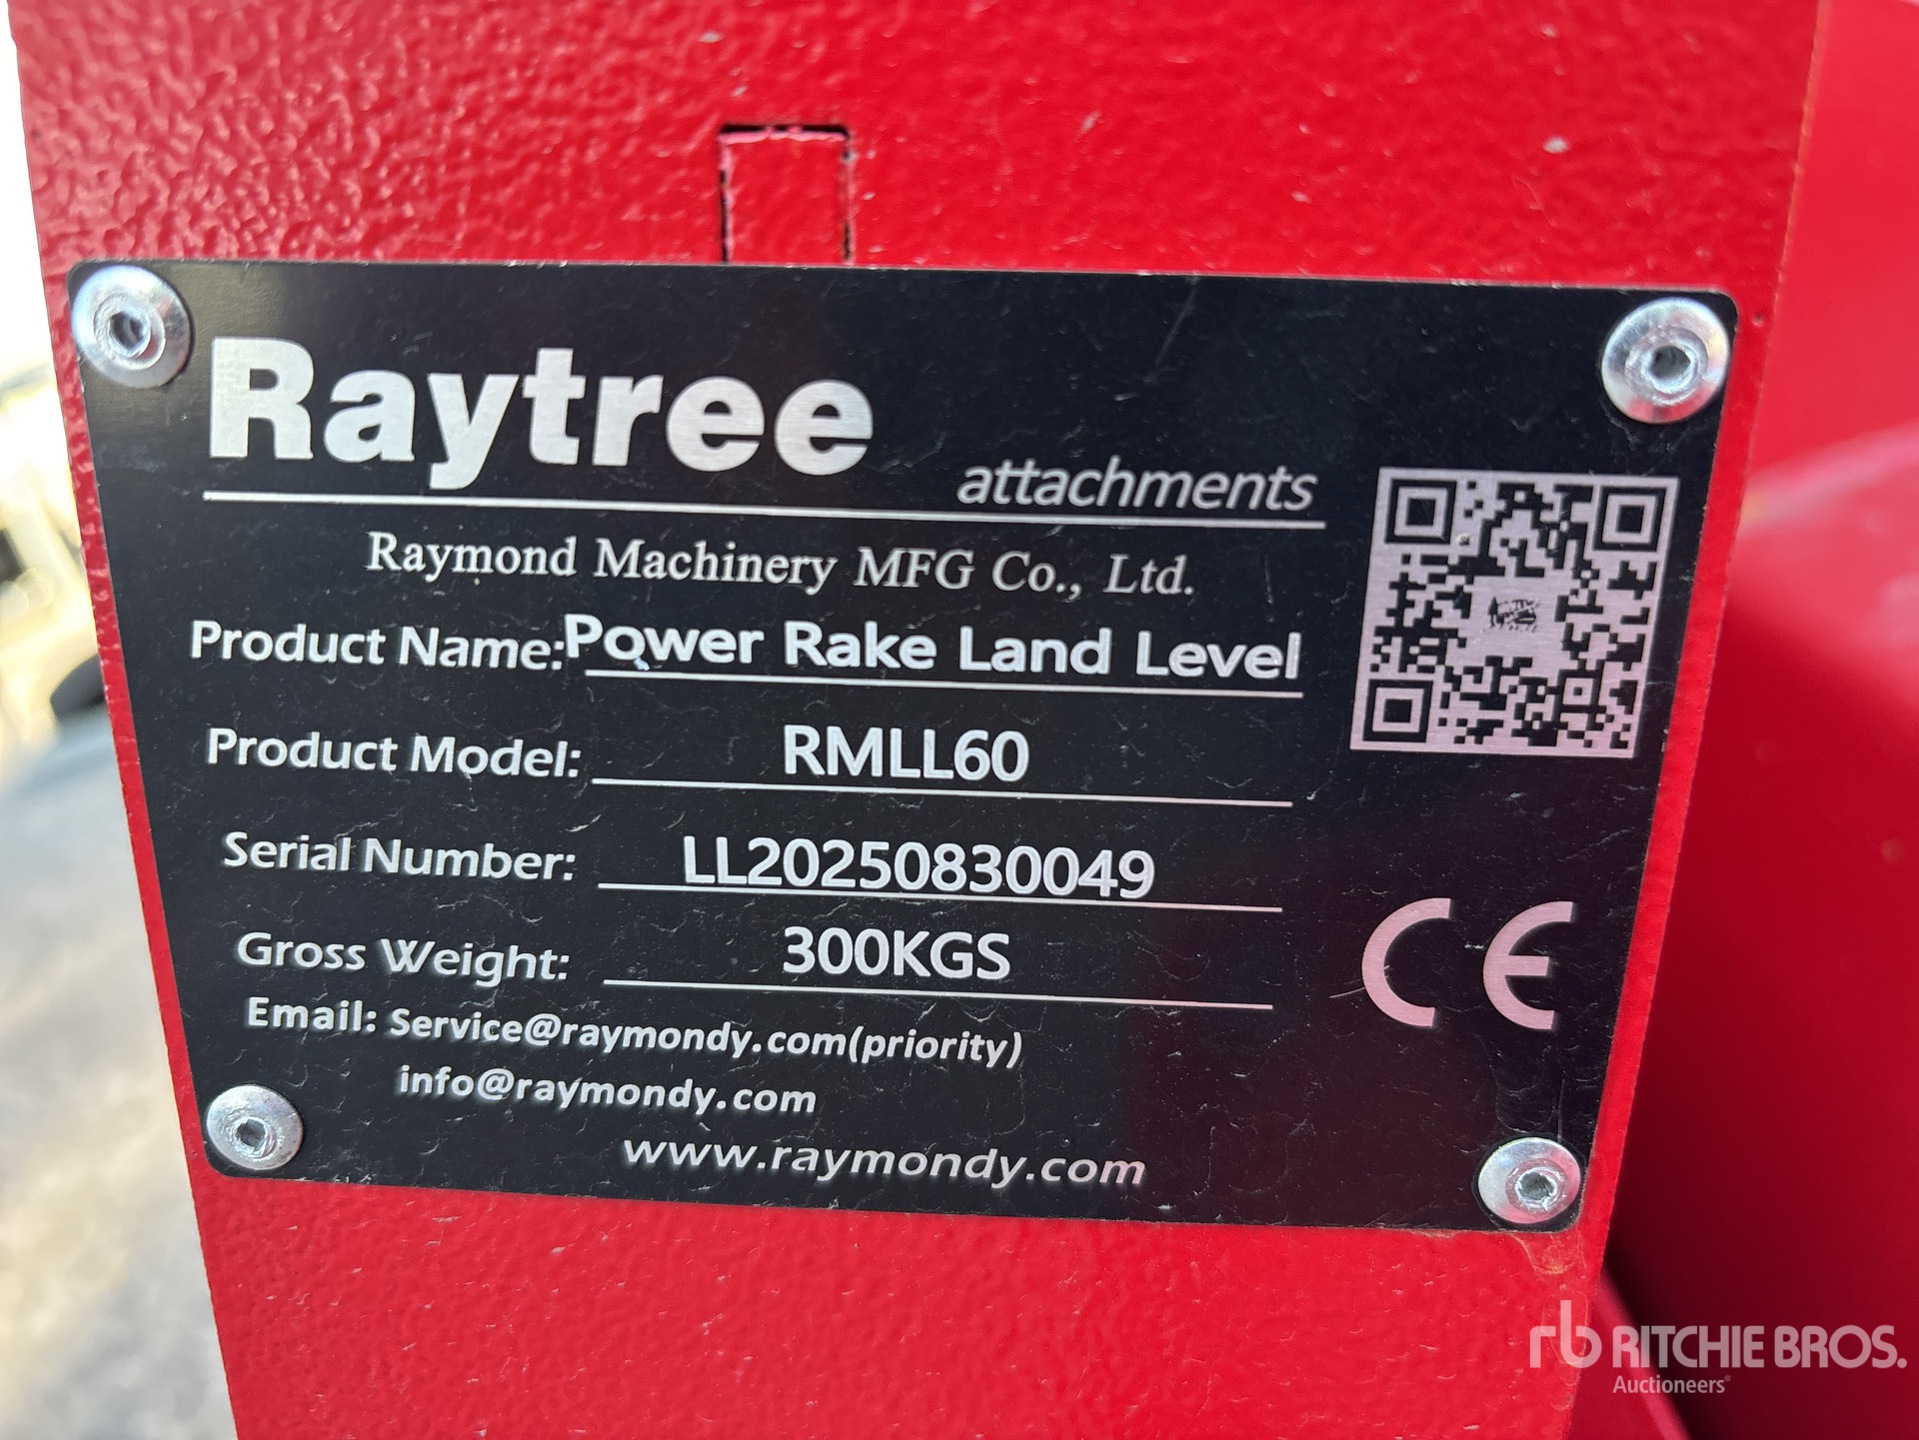 Raytree
attachments
Raymond Machinery MFG Co., Ltd.
Product Name: Power Rake Land Level
Product Model: RMLL60
Serial Number: LL20250830049
Gross Weight: 300KGS
Email: Service@raymondy.com(priority)
info@raymondy.com
www.raymondy.com
CE
rb RITCHIE BROS.
Auctioneers®